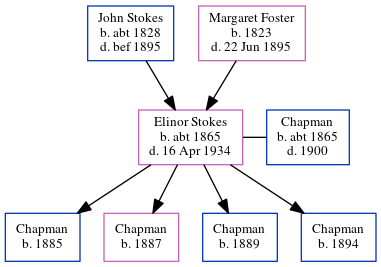 John Stokes
b. abt 1828
d. bef 1895
Margaret Foster
b. 1823
d. 22 Jun 1895
Elinor Stokes
b. abt 1865
d. 16 Apr 1934
Chapman
b. abt 1865
d. 1900
Chapman
b. 1885
Chapman
b. 1887
Chapman
b. 1889
Chapman
b. 1894